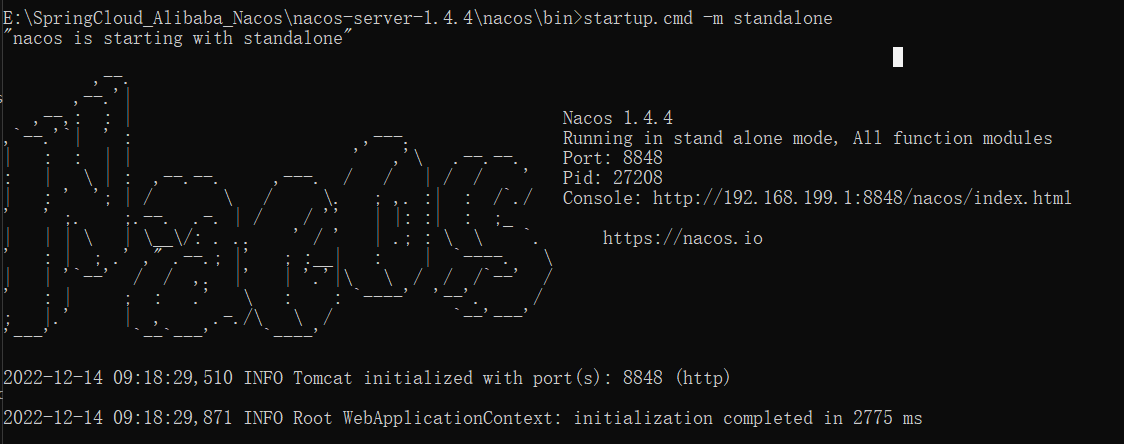 E:\SpringCloud_Alibaba_Nacos\nacos-server-1.4.4\nacos\bin>startup.cmd -m standalone
"nacos is starting with standalone"
Nacos 1.4.4
Running in stand alone mode, All function modules
Port: 8848
Pid: 27208
Console: http://192.168.199.1:8848/nacos/index.html
https://nacos.io
2022-12-14 09:18:29,510 INFO Tomcat initialized with port(s): 8848 (http)
2022-12-14 09:18:29,871 INFO Root WebApplicationContext: initialization completed in 2775 ms